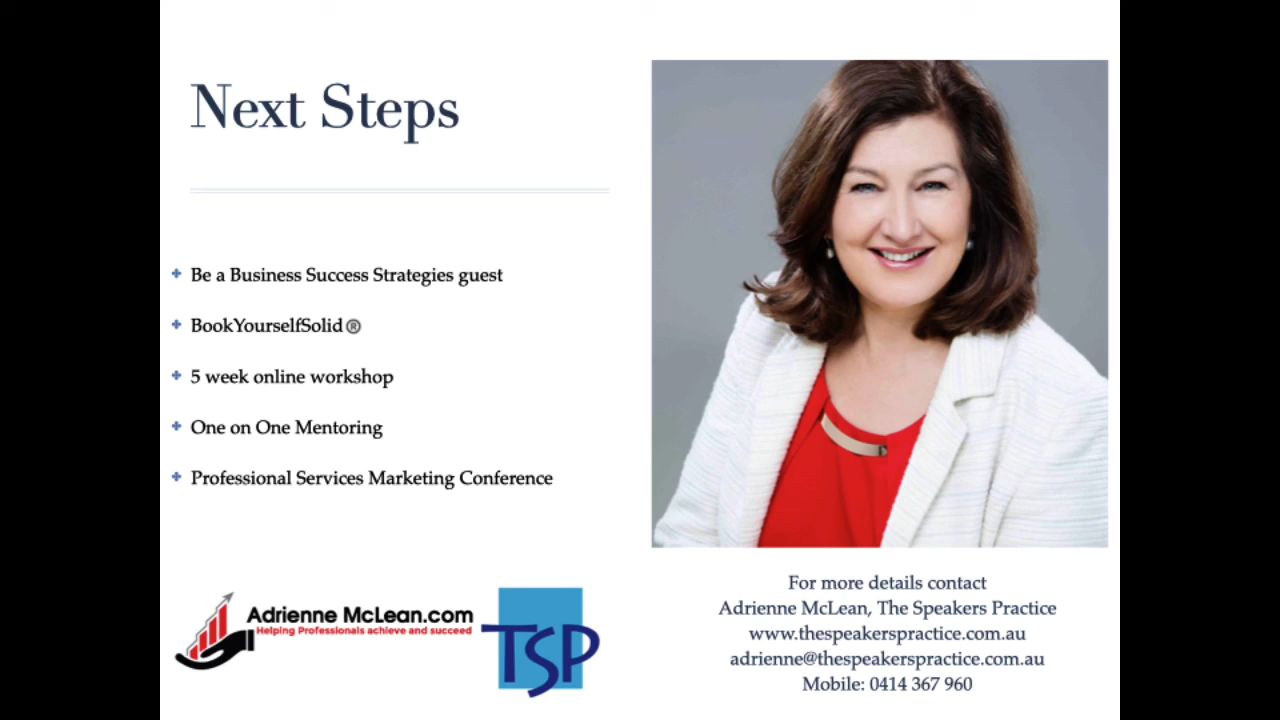 Next Steps
Be a Business Success Strategies guest
BookYourselfSolid®
5 week online workshop
One on One Mentoring
Professional Services Marketing Conference
Adrienne McLean.com
Helping Professionals achieve and succeed
TSP
For more details contact
Adrienne McLean, The Speakers Practice
www.thespeakerspractice.com.au
adrienne@thespeakerspractice.com.au
Mobile: 0414 367 960